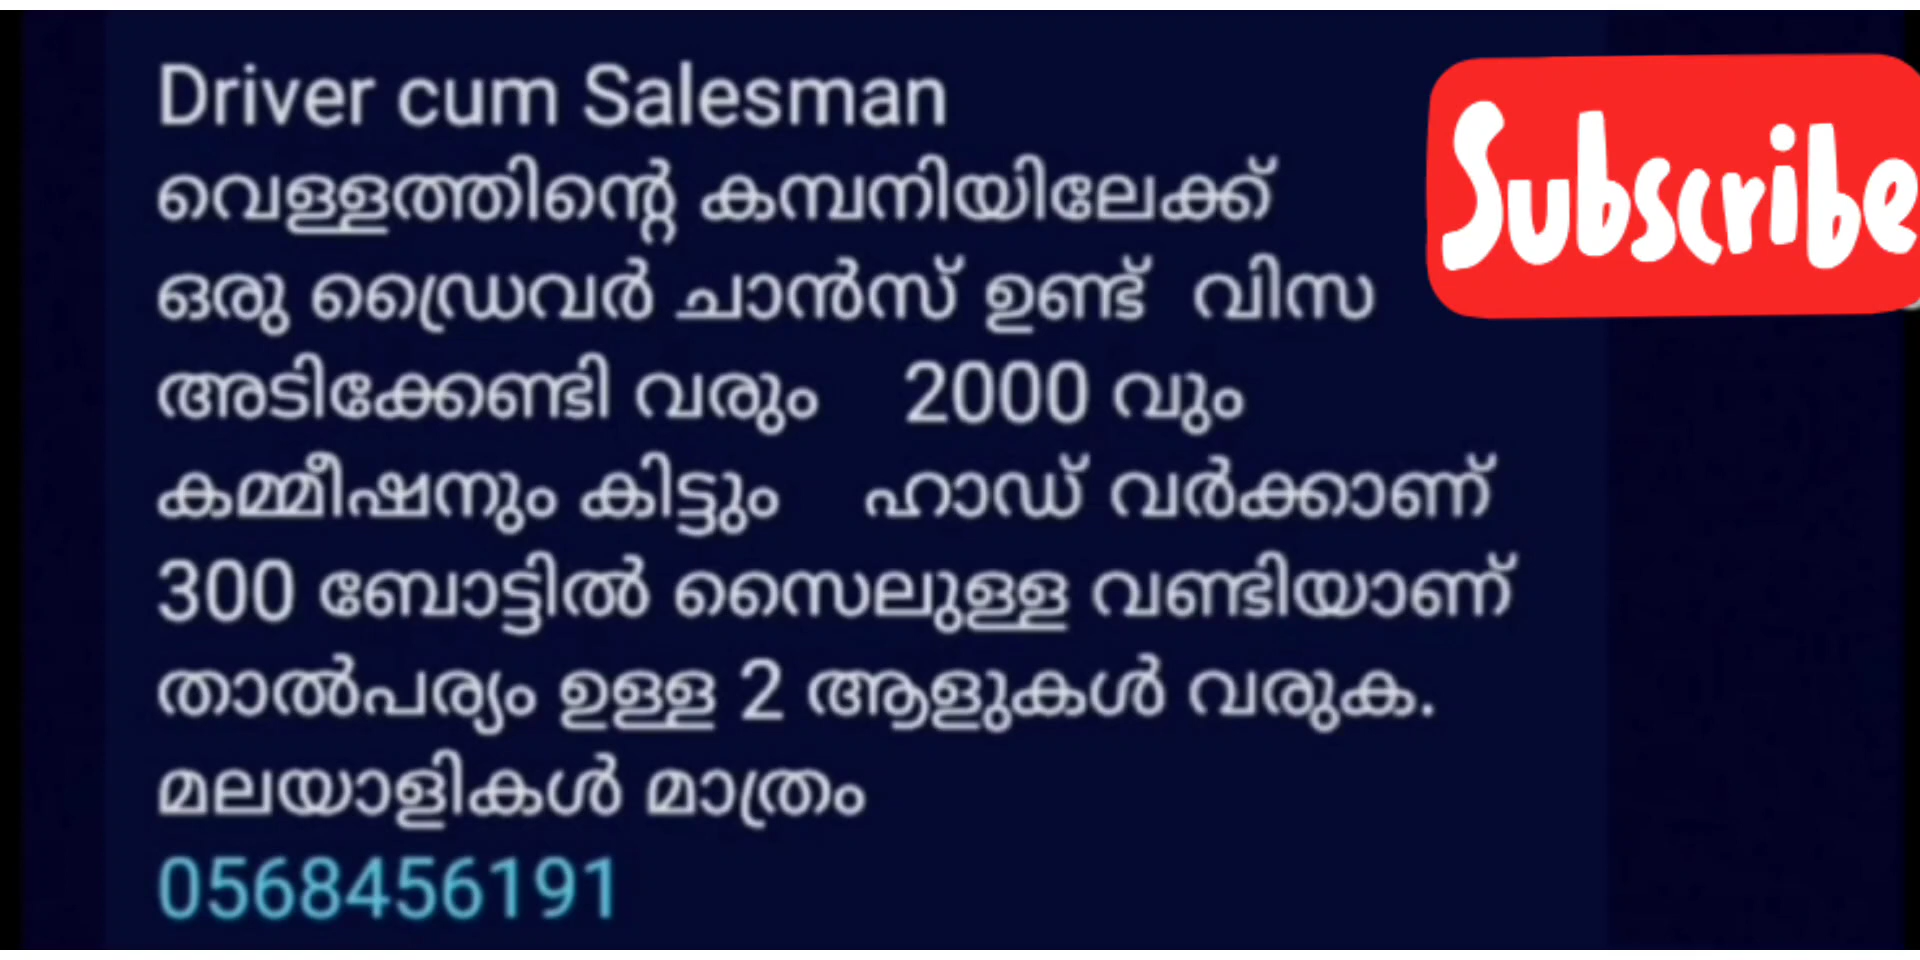 Driver cum Salesman
വെള്ളത്തിന്റെ കമ്പനിയിലേക്ക്
ഒരു ഡ്രൈവർ ചാൻസ് ഉണ്ട് വിസ
അടിക്കേണ്ടി വരും 2000 വും
കമ്മീഷനും കിട്ടും ഹാഡ് വർക്കാണ്
300 ബോട്ടിൽ സൈലുള്ള വണ്ടിയാണ്
താൽപര്യം ഉള്ള 2 ആളുകൾ വരുക.
മലയാളികൾ മാത്രം
0568456191
Subscribe